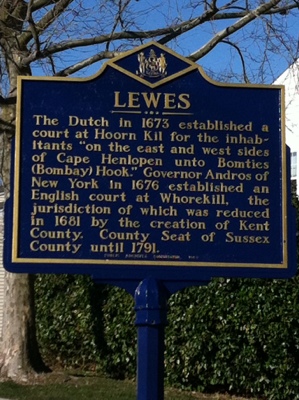 LEWES
The Dutch in 1673 established a
court at Hoorn Kil for the inhab-
itants "on the east and west sides
of Cape Henlopen unto Bomties
(Bombay) Hook." Governor Andros of
New York in 1676 established an
English court at Whorekill, the
jurisdiction of which was reduced
in 1681 by the creation of Kent
County. County Seat of Sussex
County until 1791.
PUBLIC ARCHIVES COMMISSION